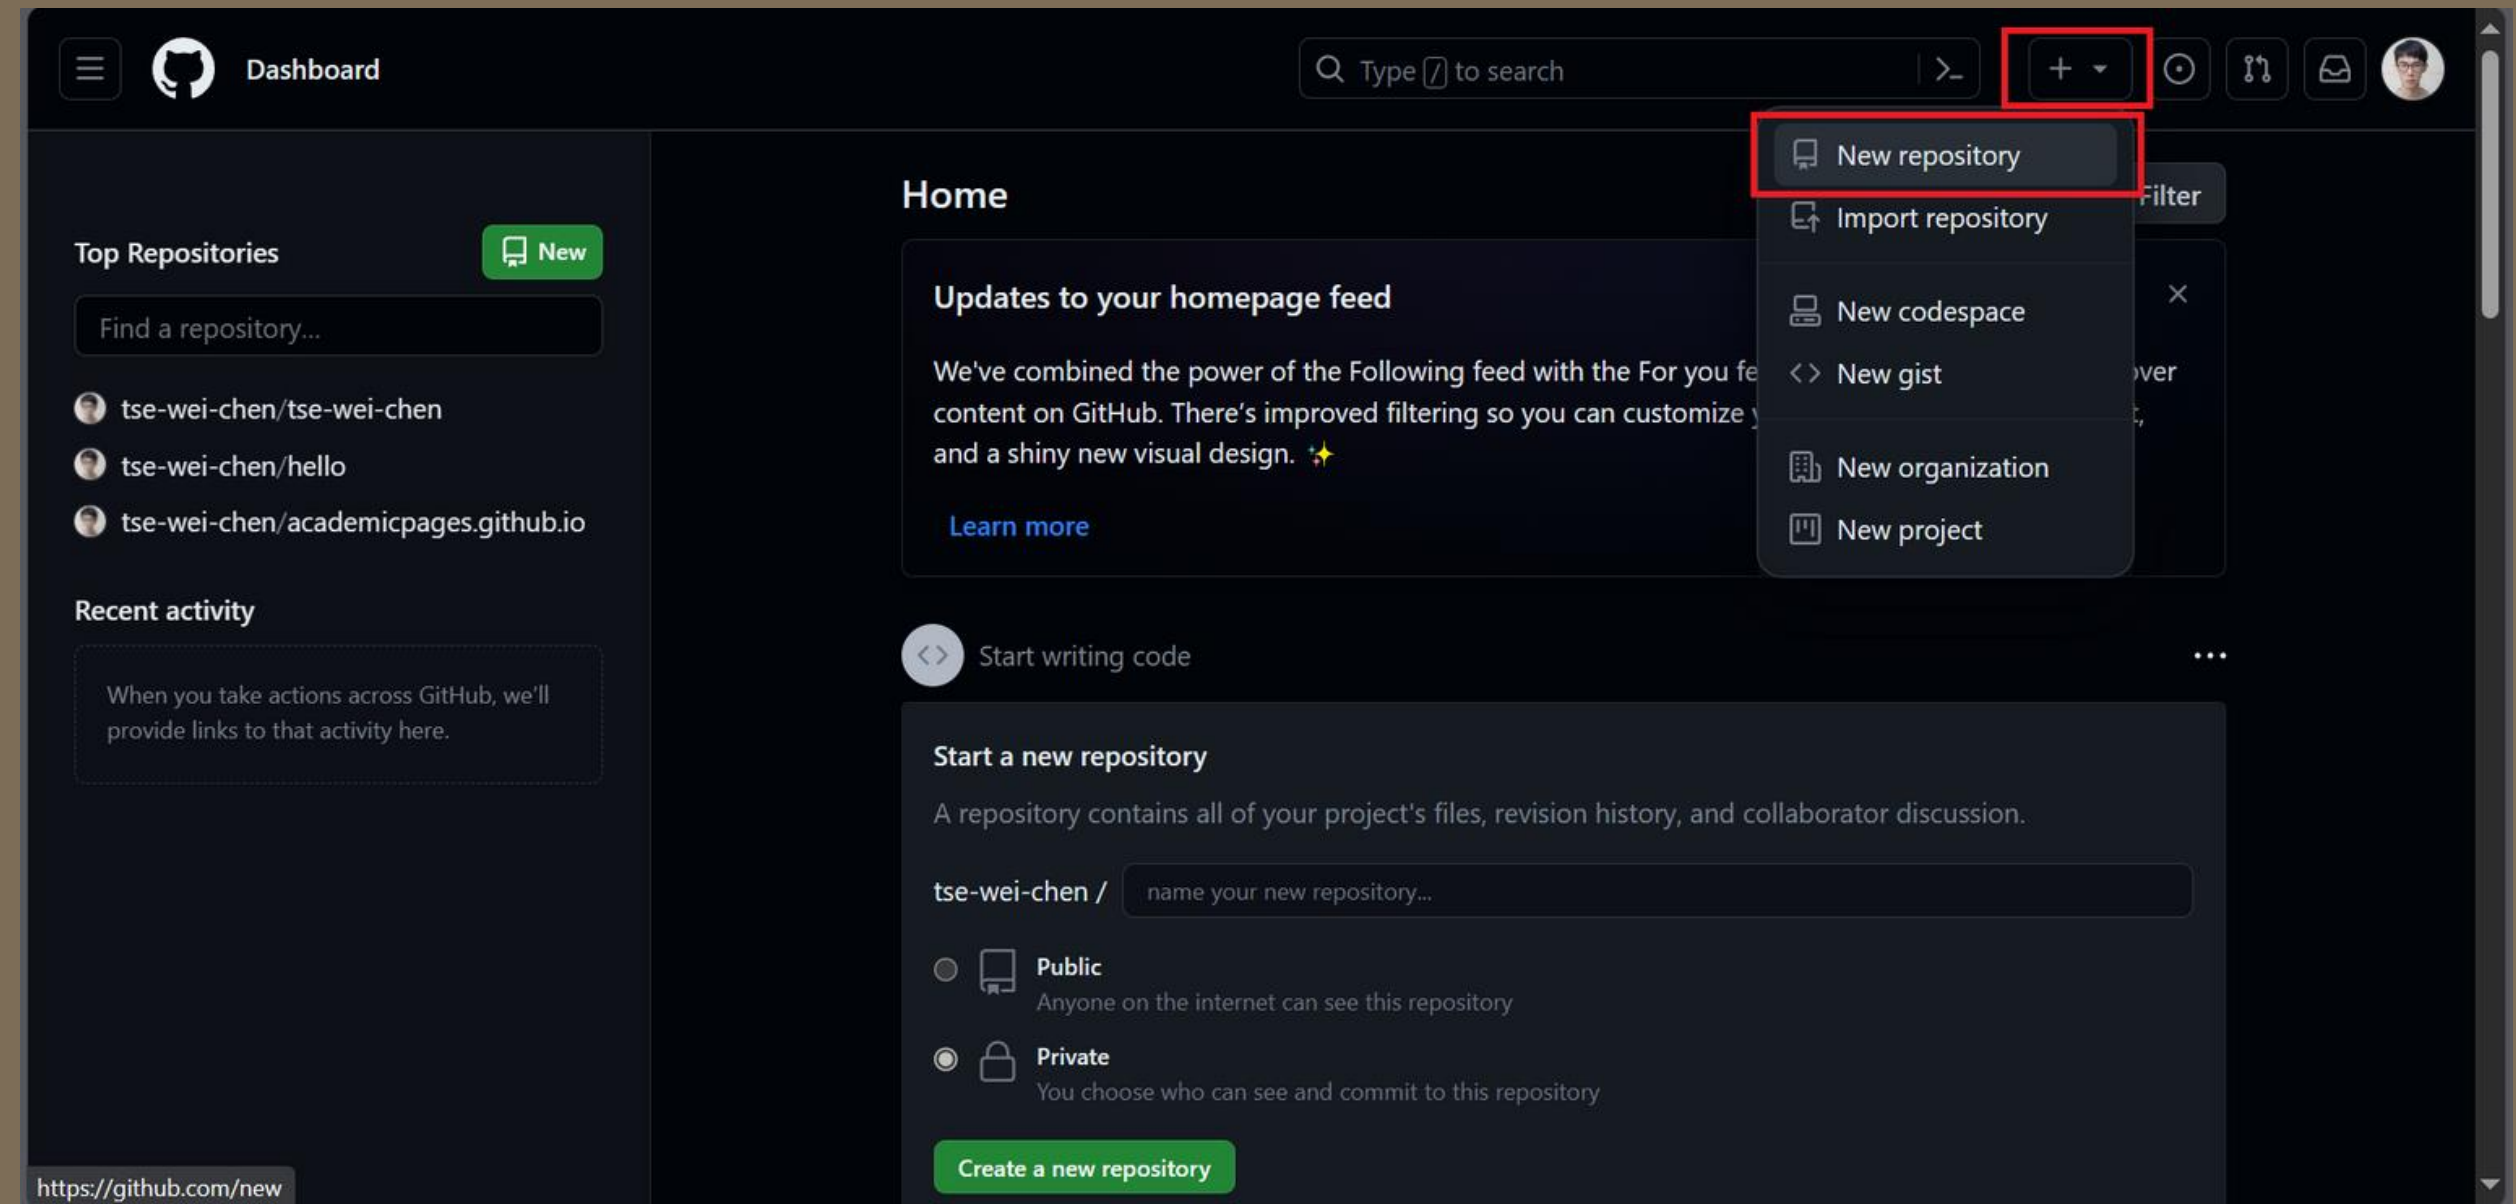 Dashboard
Type / to search
New repository
Import repository
New codespace
New gist
New organization
New project
Top Repositories
New
Find a repository...
tse-wei-chen/tse-wei-chen
tse-wei-chen/hello
tse-wei-chen/academicpages.github.io
Recent activity
When you take actions across GitHub, we'll
provide links to that activity here.
Home
Filter
Updates to your homepage feed
We've combined the power of the Following feed with the For you
content on GitHub. There's improved filtering so you can customize
and a shiny new visual design. ✨
Learn more
Start writing code
Start a new repository
A repository contains all of your project's files, revision history, and collaborator discussion.
tse-wei-chen / name your new repository...
Public
Anyone on the internet can see this repository
Private
You choose who can see and commit to this repository
Create a new repository
https://github.com/new